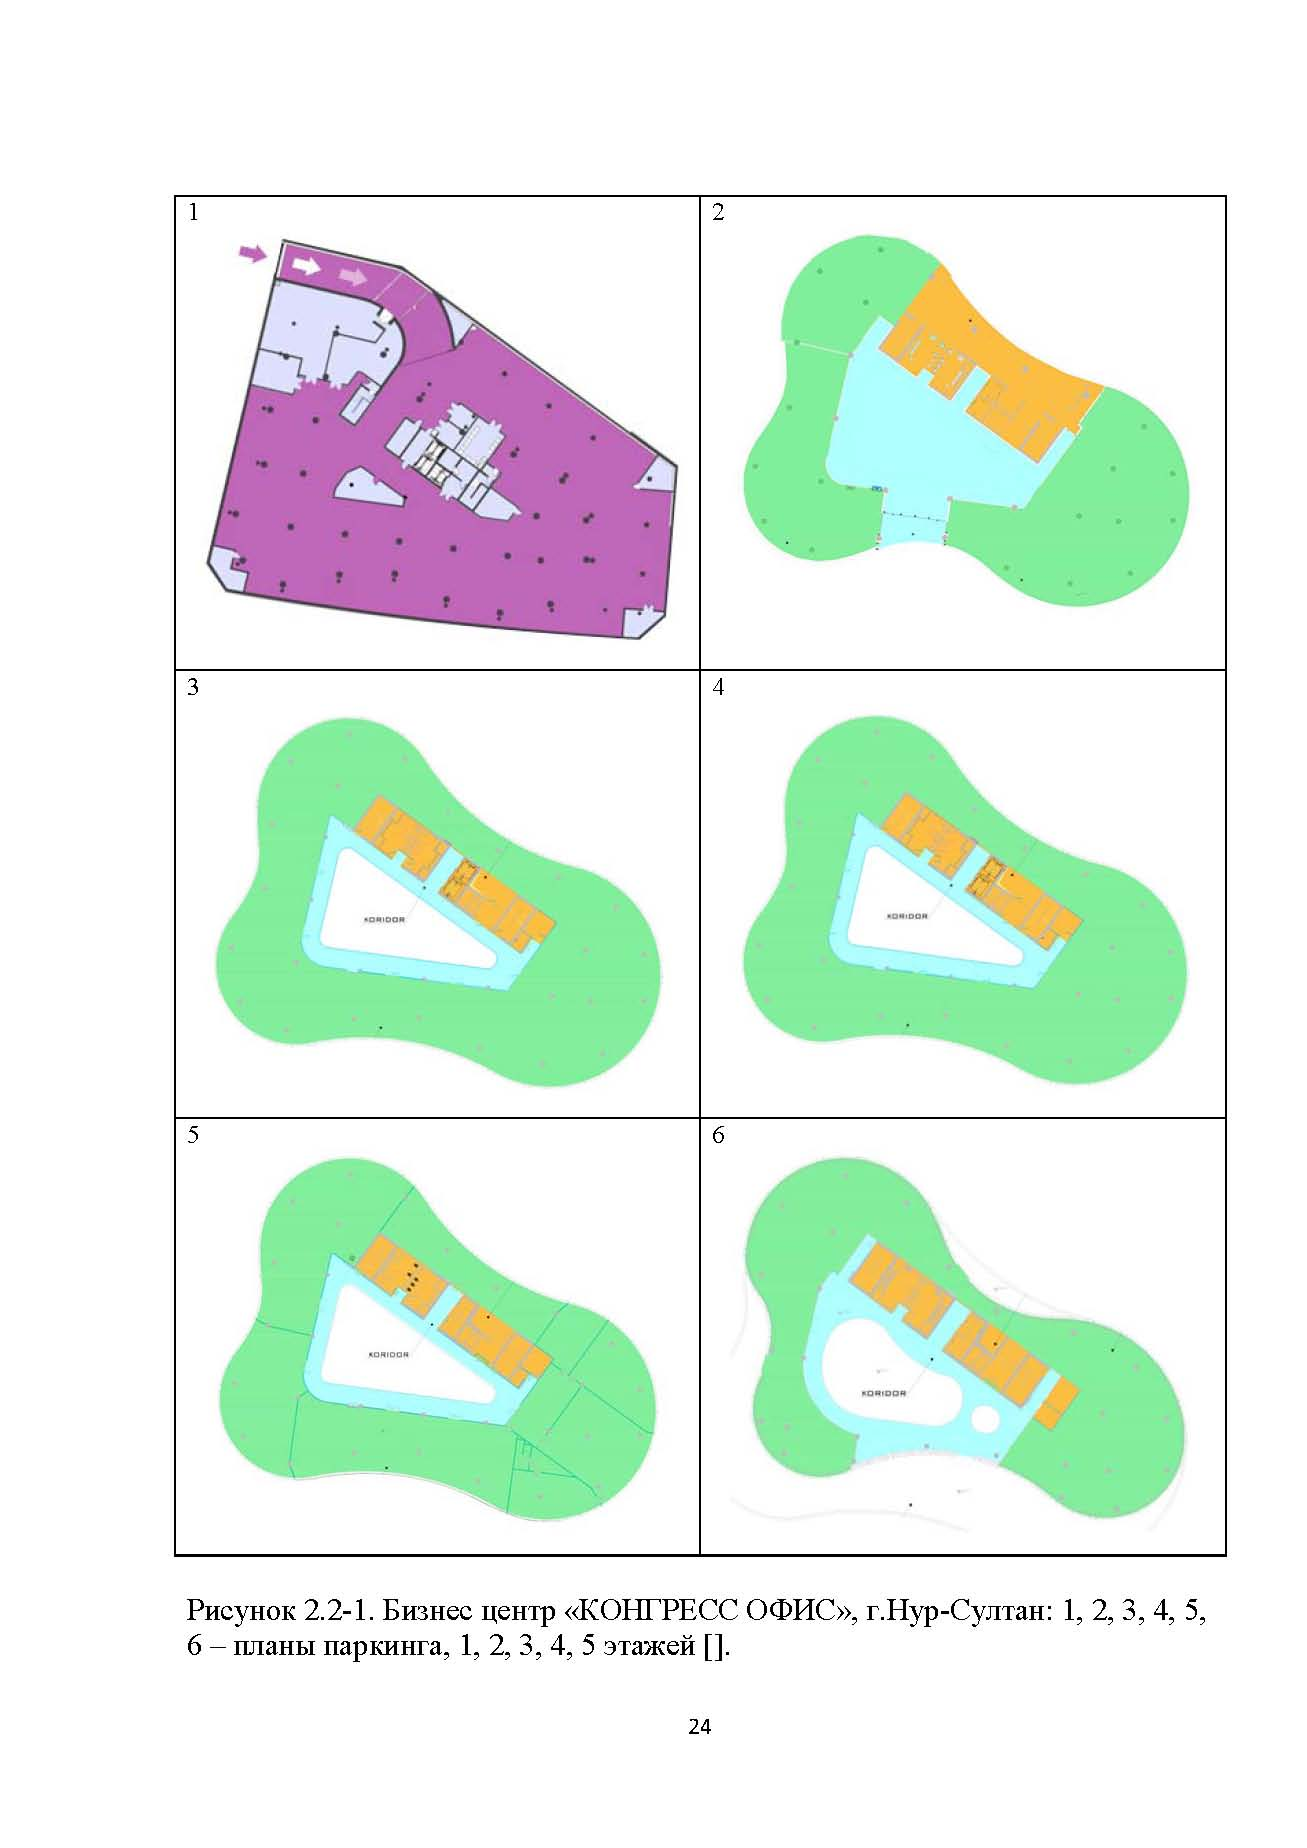 1
2
3
KORIDOR
4
KORIDOR
5
KORIDOR
6
KORIDOR
Рисунок 2.2-1. Бизнес центр «КОНГРЕСС ОФИС», г.Нур-Султан: 1, 2, 3, 4, 5,
6 – планы паркинга, 1, 2, 3, 4, 5 этажей [].
24